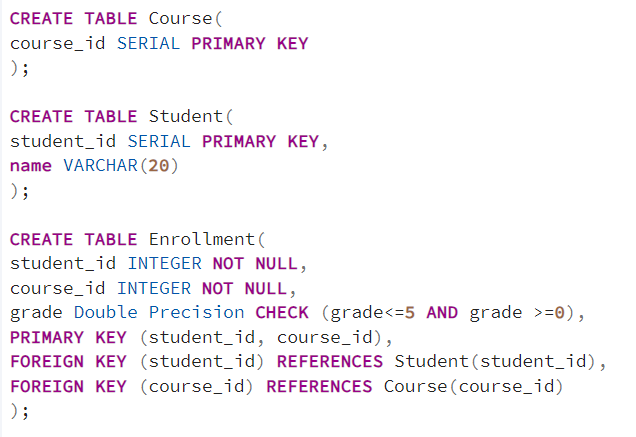 CREATE TABLE Course(
course_id SERIAL PRIMARY KEY
);
CREATE TABLE Student(
student_id SERIAL PRIMARY KEY,
name VARCHAR(20)
);
CREATE TABLE Enrollment(
student_id INTEGER NOT NULL,
course_id INTEGER NOT NULL,
grade Double Precision CHECK (grade<=5 AND grade >=0),
PRIMARY KEY (student_id, course_id),
FOREIGN KEY (student_id) REFERENCES Student(student_id),
FOREIGN KEY (course_id) REFERENCES Course(course_id)
);